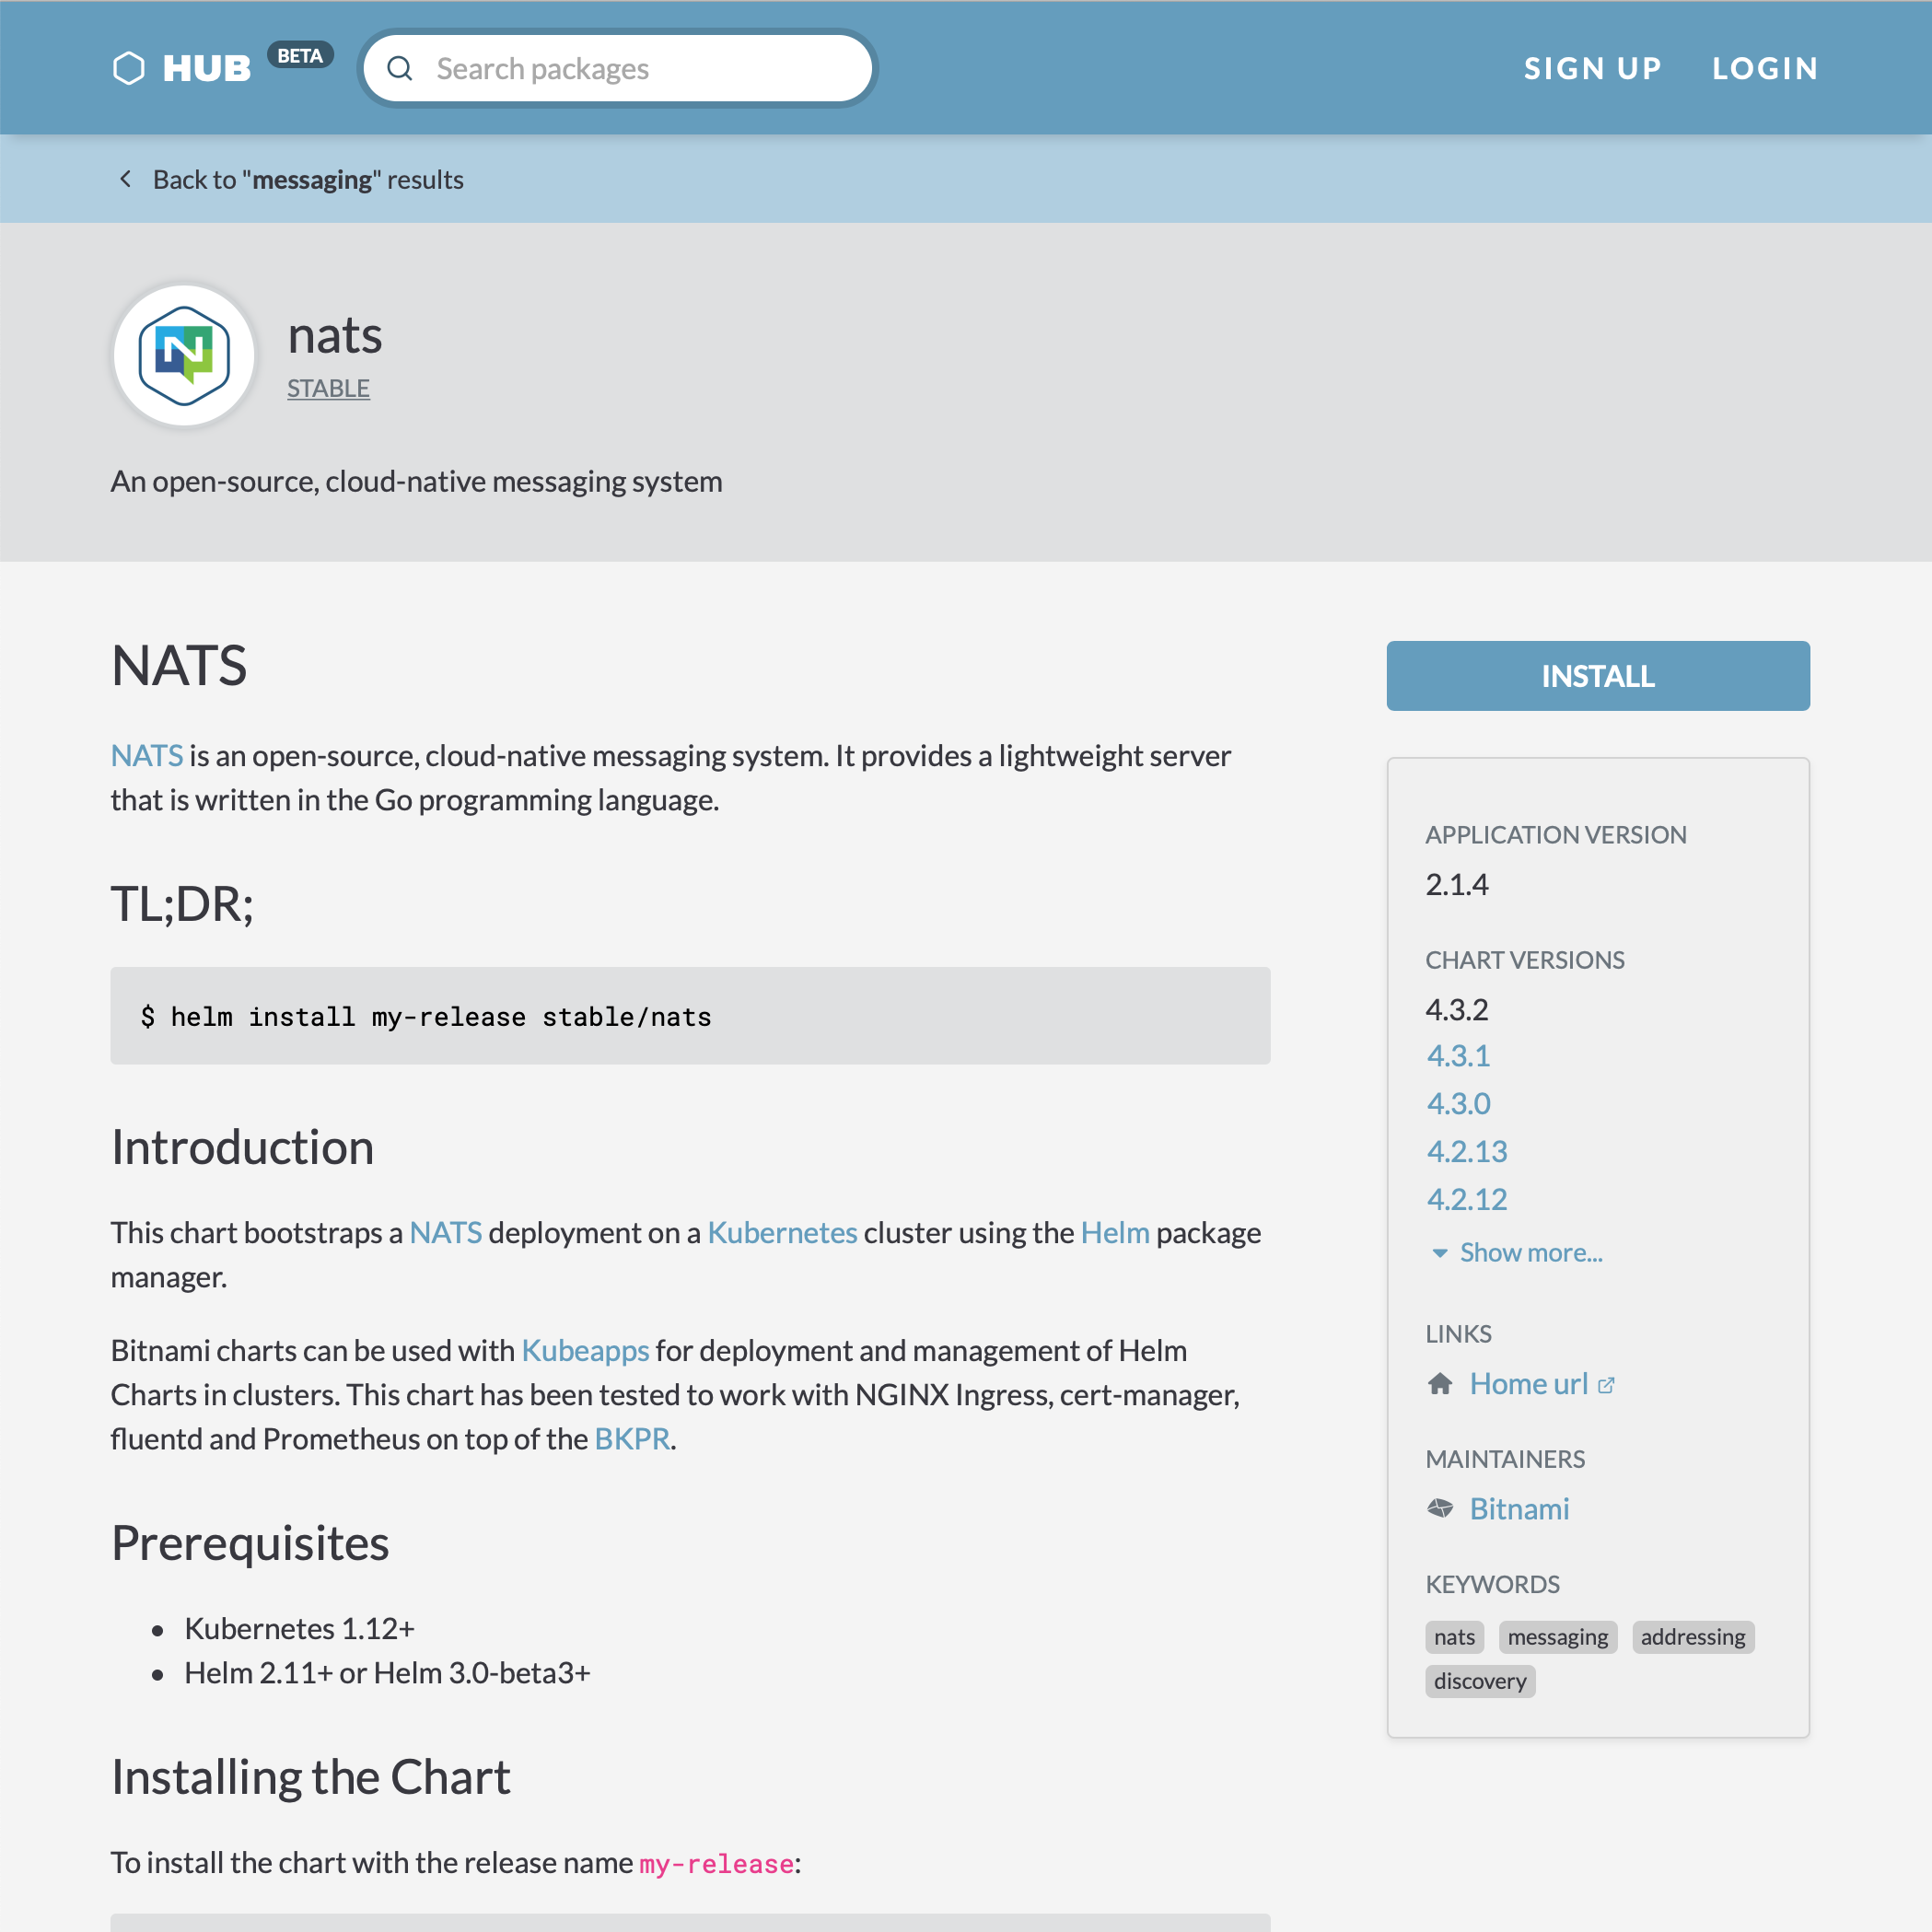 HUB BETA
Search packages
SIGN UP LOGIN
Back to "messaging" results
N
nats
STABLE
An open-source, cloud-native messaging system
NATS
NATS is an open-source, cloud-native messaging system. It provides a lightweight server
that is written in the Go programming language.
TL;DR;
$ helm install my-release stable/nats
Introduction
This chart bootstraps a NATS deployment on a Kubernetes cluster using the Helm package
manager.
Bitnami charts can be used with Kubeapps for deployment and management of Helm
Charts in clusters. This chart has been tested to work with NGINX Ingress, cert-manager,
fluentd and Prometheus on top of the BKPR.
Prerequisites
• Kubernetes 1.12+
• Helm 2.11+ or Helm 3.0-beta3+
Installing the Chart
To install the chart with the release name my-release:
INSTALL
APPLICATION VERSION
2.1.4
CHART VERSIONS
4.3.2
4.3.1
4.3.0
4.2.13
4.2.12
Show more...
LINKS
Home url
MAINTAINERS
Bitnami
KEYWORDS
nats messaging addressing
discovery